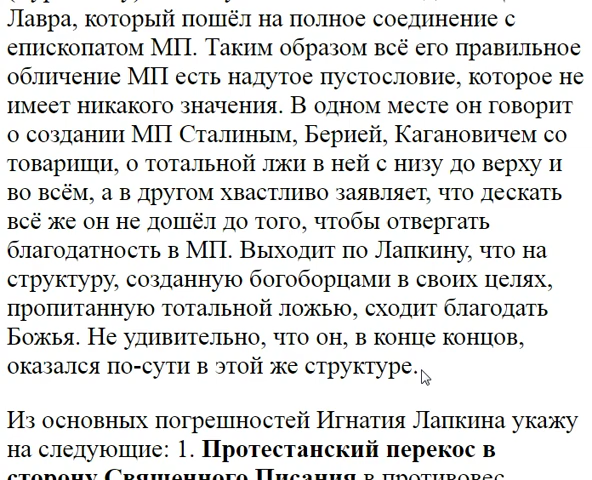 Лавра, который пошёл на полное соединение с
епископатом МП. Таким образом всё его правильное
обличение МП есть надутое пустословие, которое не
имеет никакого значения. В одном месте он говорит
о создании МП Сталиным, Берией, Кагановичем со
товарищи, о тотальной лжи в ней с низу до верху и
во всём, а в другом хвастливо заявляет, что дескать
всё же он не дошёл до того, чтобы отвергать
благодатность в МП. Выходит по Лапкину, что на
структуру, созданную богоборцами в своих целях,
пропитанную тотальной ложью, сходит благодать
Божья. Не удивительно, что он, в конце концов,
оказался по-сути в этой же структуре.
Из основных погрешностей Игнатия Лапкина укажу
на следующие: 1. Протестанский перекос в
сторону Священного Писания в противовес